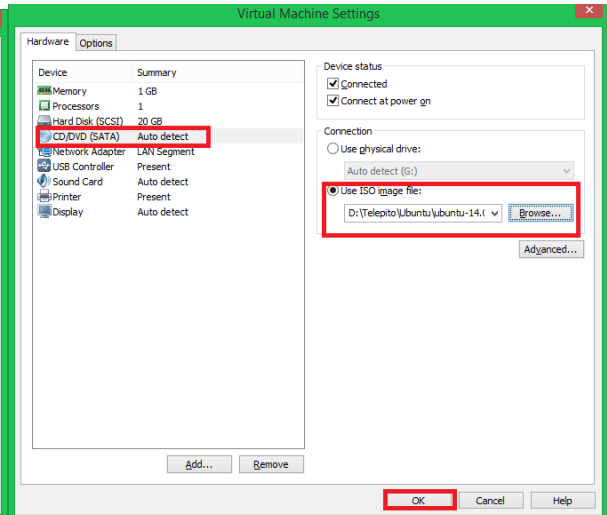 Virtual Machine Settings
Hardware Options
Device Summary
Memory 1 GB
Processors 1
Hard Disk (SCSI) 20 GB
CD/DVD (SATA) Auto detect
Network Adapter LAN Segment
USB Controller Present
Sound Card Auto detect
Printer Present
Display Auto detect
Add... Remove
Device status
Connected
Connect at power on
Connection
Use physical drive:
Auto detect (G:)
Use ISO image file:
D:\Telepito\Ubuntu\ubuntu-14.( Browse...
Advanced...
OK Cancel Help